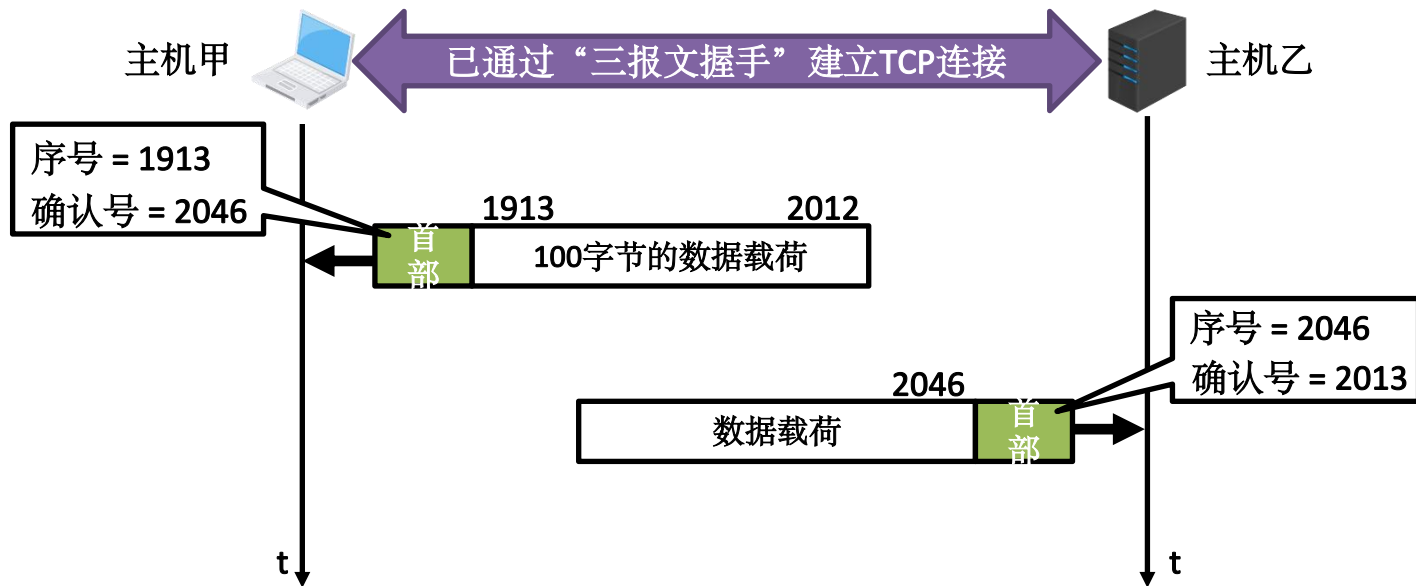 主机甲
已通过“三报文握手”建立TCP连接
主机乙
序号 = 1913
确认号 = 2046
1913
2012
首
部
100字节的数据载荷
序号 = 2046
确认号 = 2013
2046
数据载荷
首
部
t
t